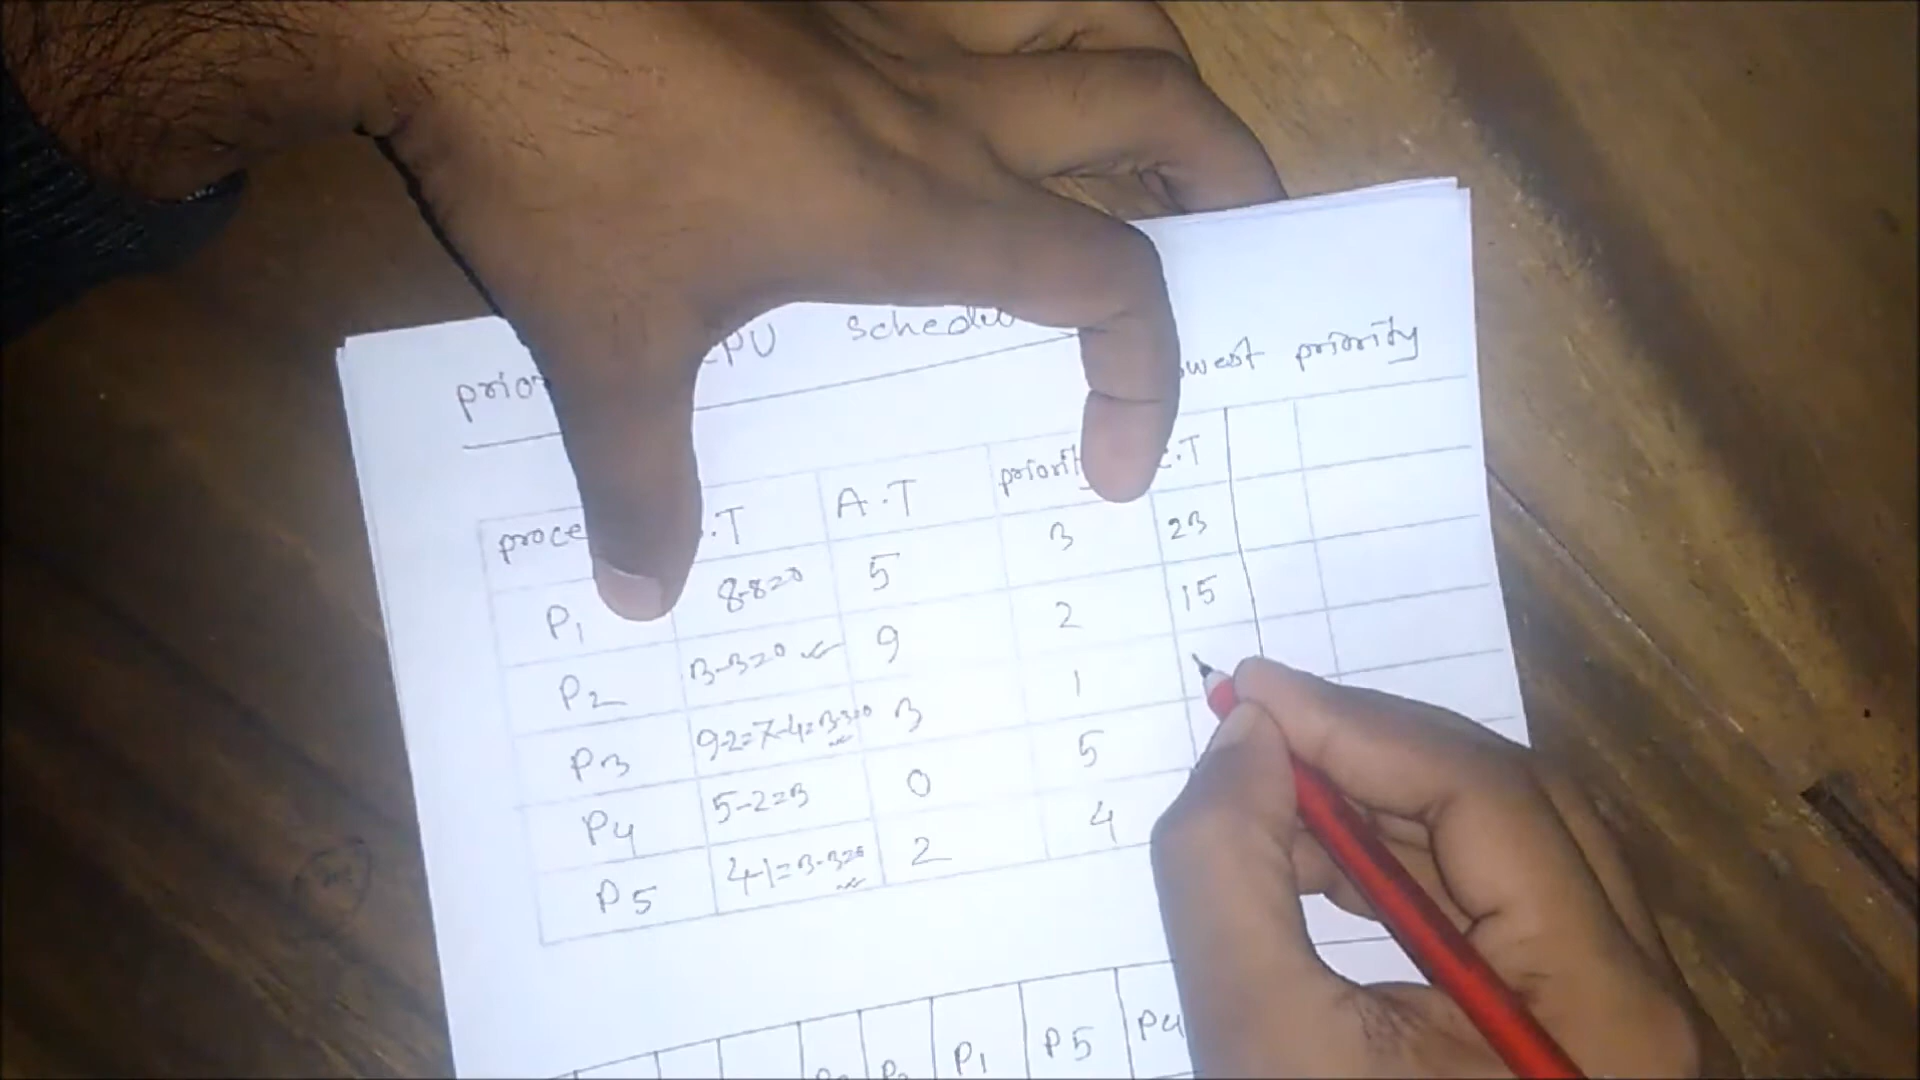 CPU Schedu
west priority
proce .T A.T priorit C.T
P1 8-8=0 5 3 23
P2 3-3=0 9 2 15
P3 9-2=7-4=3-3=0 3 1
P4 5-2=3 0 5
P5 4-1=3-3=0 2 4
P1 P5 P4